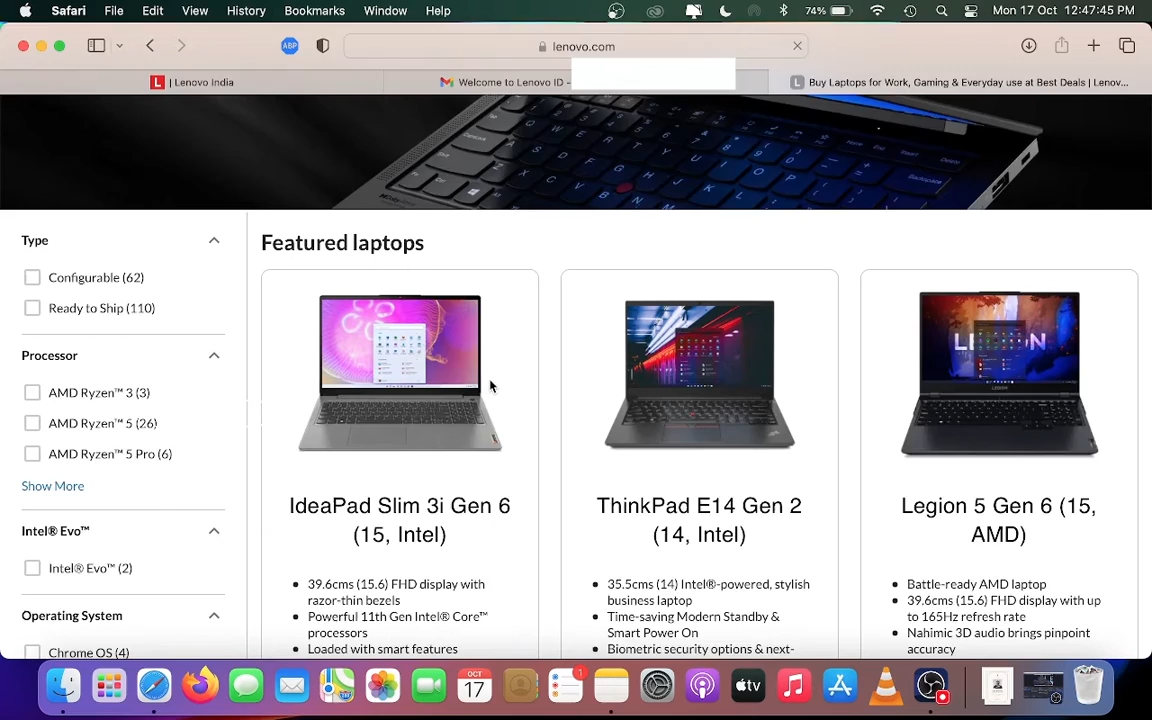 Safari File Edit View History Bookmarks Window Help 74% Mon 17 Oct 12:47:45 PM
ABP lenovo.com
L | Lenovo India
Welcome to Lenovo ID -
L Buy Laptops for Work, Gaming & Everyday use at Best Deals | Lenov...
Type
Configurable (62)
Ready to Ship (110)
Processor
AMD Ryzen™ 3 (3)
AMD Ryzen™ 5 (26)
AMD Ryzen™ 5 Pro (6)
Show More
Intel® Evo™
Intel® Evo™ (2)
Operating System
Chrome OS (4)
Featured laptops
IdeaPad Slim 3i Gen 6
(15, Intel)
39.6cms (15.6) FHD display with
razor-thin bezels
Powerful 11th Gen Intel® Core™
processors
Loaded with smart features
ThinkPad E14 Gen 2
(14, Intel)
35.5cms (14) Intel®-powered, stylish
business laptop
Time-saving Modern Standby &
Smart Power On
Biometric security options & next-
LEGION
Legion 5 Gen 6 (15,
AMD)
Battle-ready AMD laptop
39.6cms (15.6) FHD display with up
to 165Hz refresh rate
Nahimic 3D audio brings pinpoint
accuracy
OCT
17
1
tv